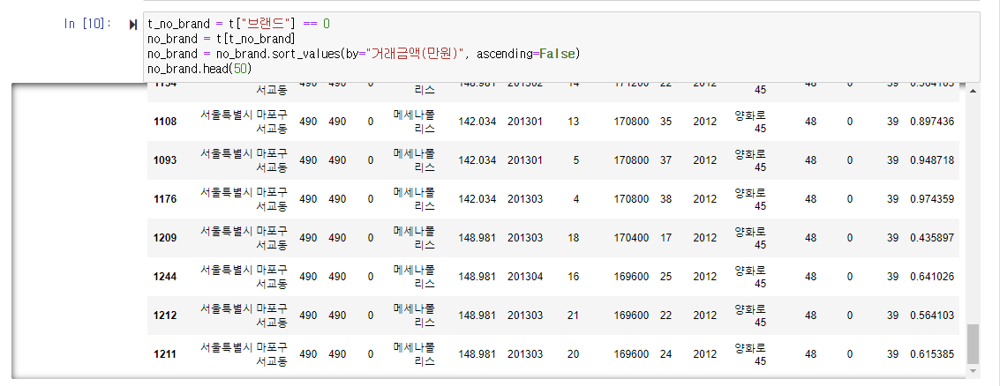 In [10]:
t_no_brand = t["브랜드"] == 0
no_brand = t[t_no_brand]
no_brand = no_brand.sort_values(by="거래금액(만원)", ascending=False)
no_brand.head(50)
1154 서교동 490 490 0 리스 148.981 201302 14 171200 22 2012 45 48 0 39 0.564103
1108 서울특별시 마포구 서교동 490 490 0 메세나폴리스 142.034 201301 13 170800 35 2012 양화로 45 48 0 39 0.897436
1093 서울특별시 마포구 서교동 490 490 0 메세나폴리스 142.034 201301 5 170800 37 2012 양화로 45 48 0 39 0.948718
1176 서울특별시 마포구 서교동 490 490 0 메세나폴리스 142.034 201303 4 170800 38 2012 양화로 45 48 0 39 0.974359
1209 서울특별시 마포구 서교동 490 490 0 메세나폴리스 148.981 201303 18 170400 17 2012 양화로 45 48 0 39 0.435897
1244 서울특별시 마포구 서교동 490 490 0 메세나폴리스 148.981 201304 16 169600 25 2012 양화로 45 48 0 39 0.641026
1212 서울특별시 마포구 서교동 490 490 0 메세나폴리스 148.981 201303 21 169600 22 2012 양화로 45 48 0 39 0.564103
1211 서울특별시 마포구 서교동 490 490 0 메세나폴리스 148.981 201303 20 169600 24 2012 양화로 45 48 0 39 0.615385